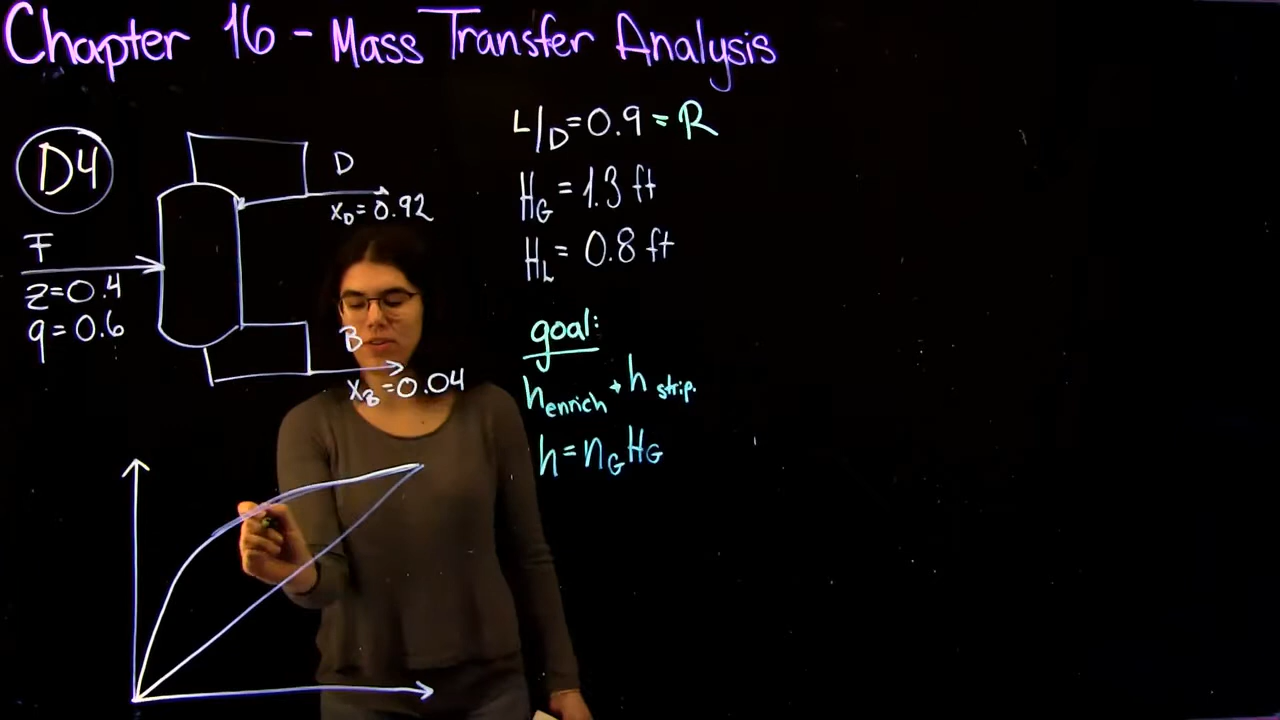 Chapter 16 - Mass Transfer Analysis
D4
F
z=0.4
q=0.6
D
x_D=0.92
B
x_B=0.04
L/D=0.9=R
H_G=1.3 ft
H_L=0.8 ft
goal:
h_enrich + h_strip.
h=n_G H_G